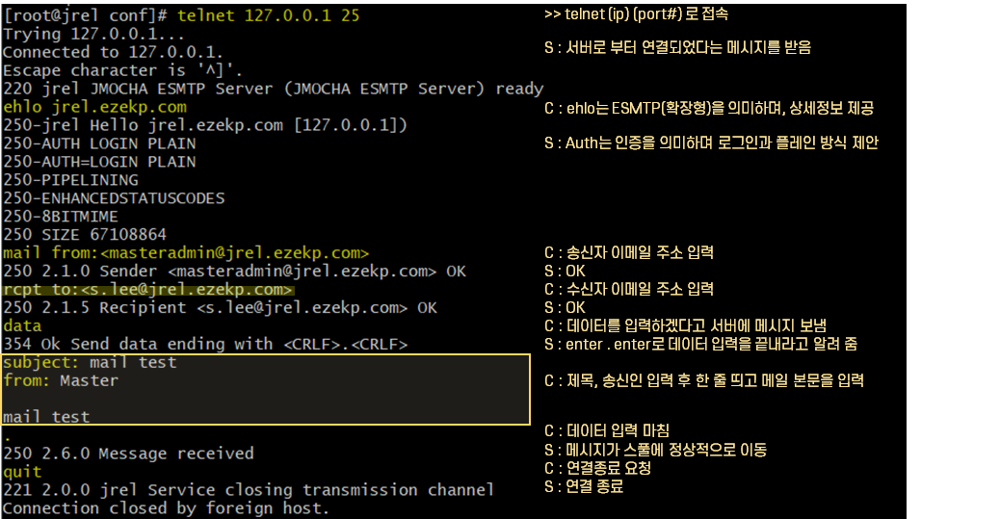 [root@jrel conf]# telnet 127.0.0.1 25 >> telnet (ip) (port#) 로 접속
Trying 127.0.0.1...
Connected to 127.0.0.1. S : 서버로 부터 연결되었다는 메시지를 받음
Escape character is '^]'.
220 jrel JMOCHA ESMTP Server (JMOCHA ESMTP Server) ready
ehlo jrel.ezekp.com C : ehlo는 ESMTP(확장형)을 의미하며, 상세정보 제공
250-jrel Hello jrel.ezekp.com [127.0.0.1])
250-AUTH LOGIN PLAIN S : Auth는 인증을 의미하며 로그인과 플레인 방식 제안
250-AUTH=LOGIN PLAIN
250-PIPELINING
250-ENHANCEDSTATUSCODES
250-8BITMIME
250 SIZE 67108864
mail from:<masteradmin@jrel.ezekp.com> C : 송신자 이메일 주소 입력
250 2.1.0 Sender <masteradmin@jrel.ezekp.com> OK S : OK
rcpt to:<s.lee@jrel.ezekp.com> C : 수신자 이메일 주소 입력
250 2.1.5 Recipient <s.lee@jrel.ezekp.com> OK S : OK
data C : 데이터를 입력하겠다고 서버에 메시지 보냄
354 Ok Send data ending with <CRLF>.<CRLF> S : enter . enter로 데이터 입력을 끝내라고 알려 줌
subject: mail test
from: Master C : 제목, 송신인 입력 후 한 줄 띄고 메일 본문을 입력
mail test
. C : 데이터 입력 마침
250 2.6.0 Message received S : 메시지가 스풀에 정상적으로 이동
quit C : 연결종료 요청
221 2.0.0 jrel Service closing transmission channel S : 연결 종료
Connection closed by foreign host.